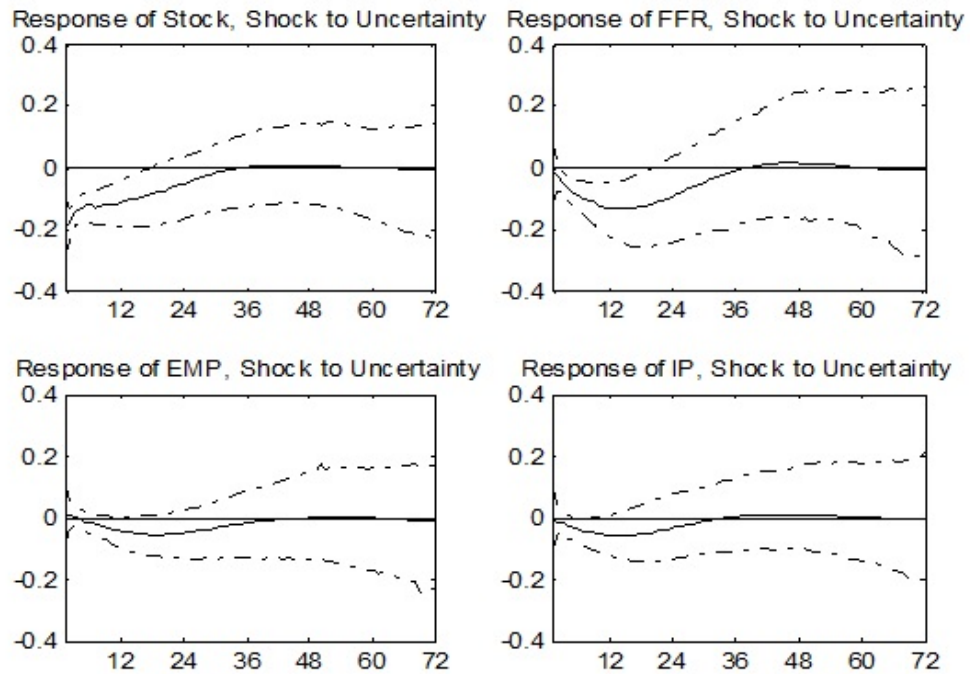 Response of Stock, Shock to Uncertainty
Response of FFR, Shock to Uncertainty
0.4
0.2
0
-0.2
-0.4
12 24 36 48 60 72
0.4
0.2
0
-0.2
-0.4
12 24 36 48 60 72
Response of EMP, Shock to Uncertainty
Response of IP, Shock to Uncertainty
0.4
0.2
0
-0.2
-0.4
12 24 36 48 60 72
0.4
0.2
0
-0.2
-0.4
12 24 36 48 60 72